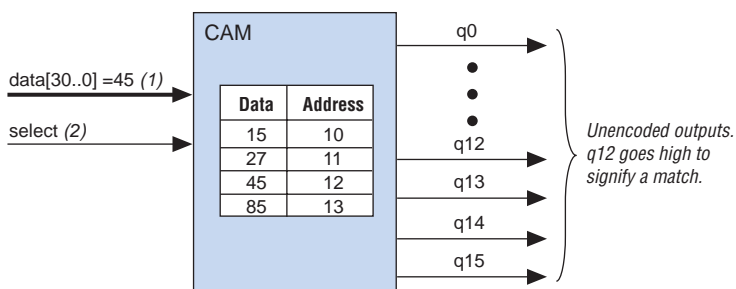 CAM
q0
data[30..0] =45 (1)
select (2)
Data Address
15 10
27 11
45 12
85 13
q12
q13
q14
q15
Unencoded outputs.
q12 goes high to
signify a match.